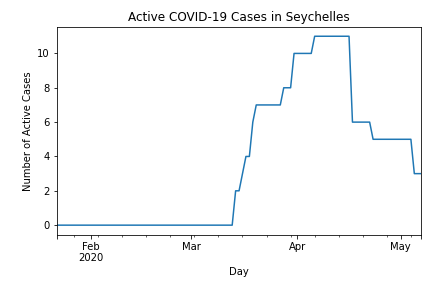 Active COVID-19 Cases in Seychelles
Number of Active Cases
10
8
6
4
2
0
Feb
2020
Mar
Apr
May
Day